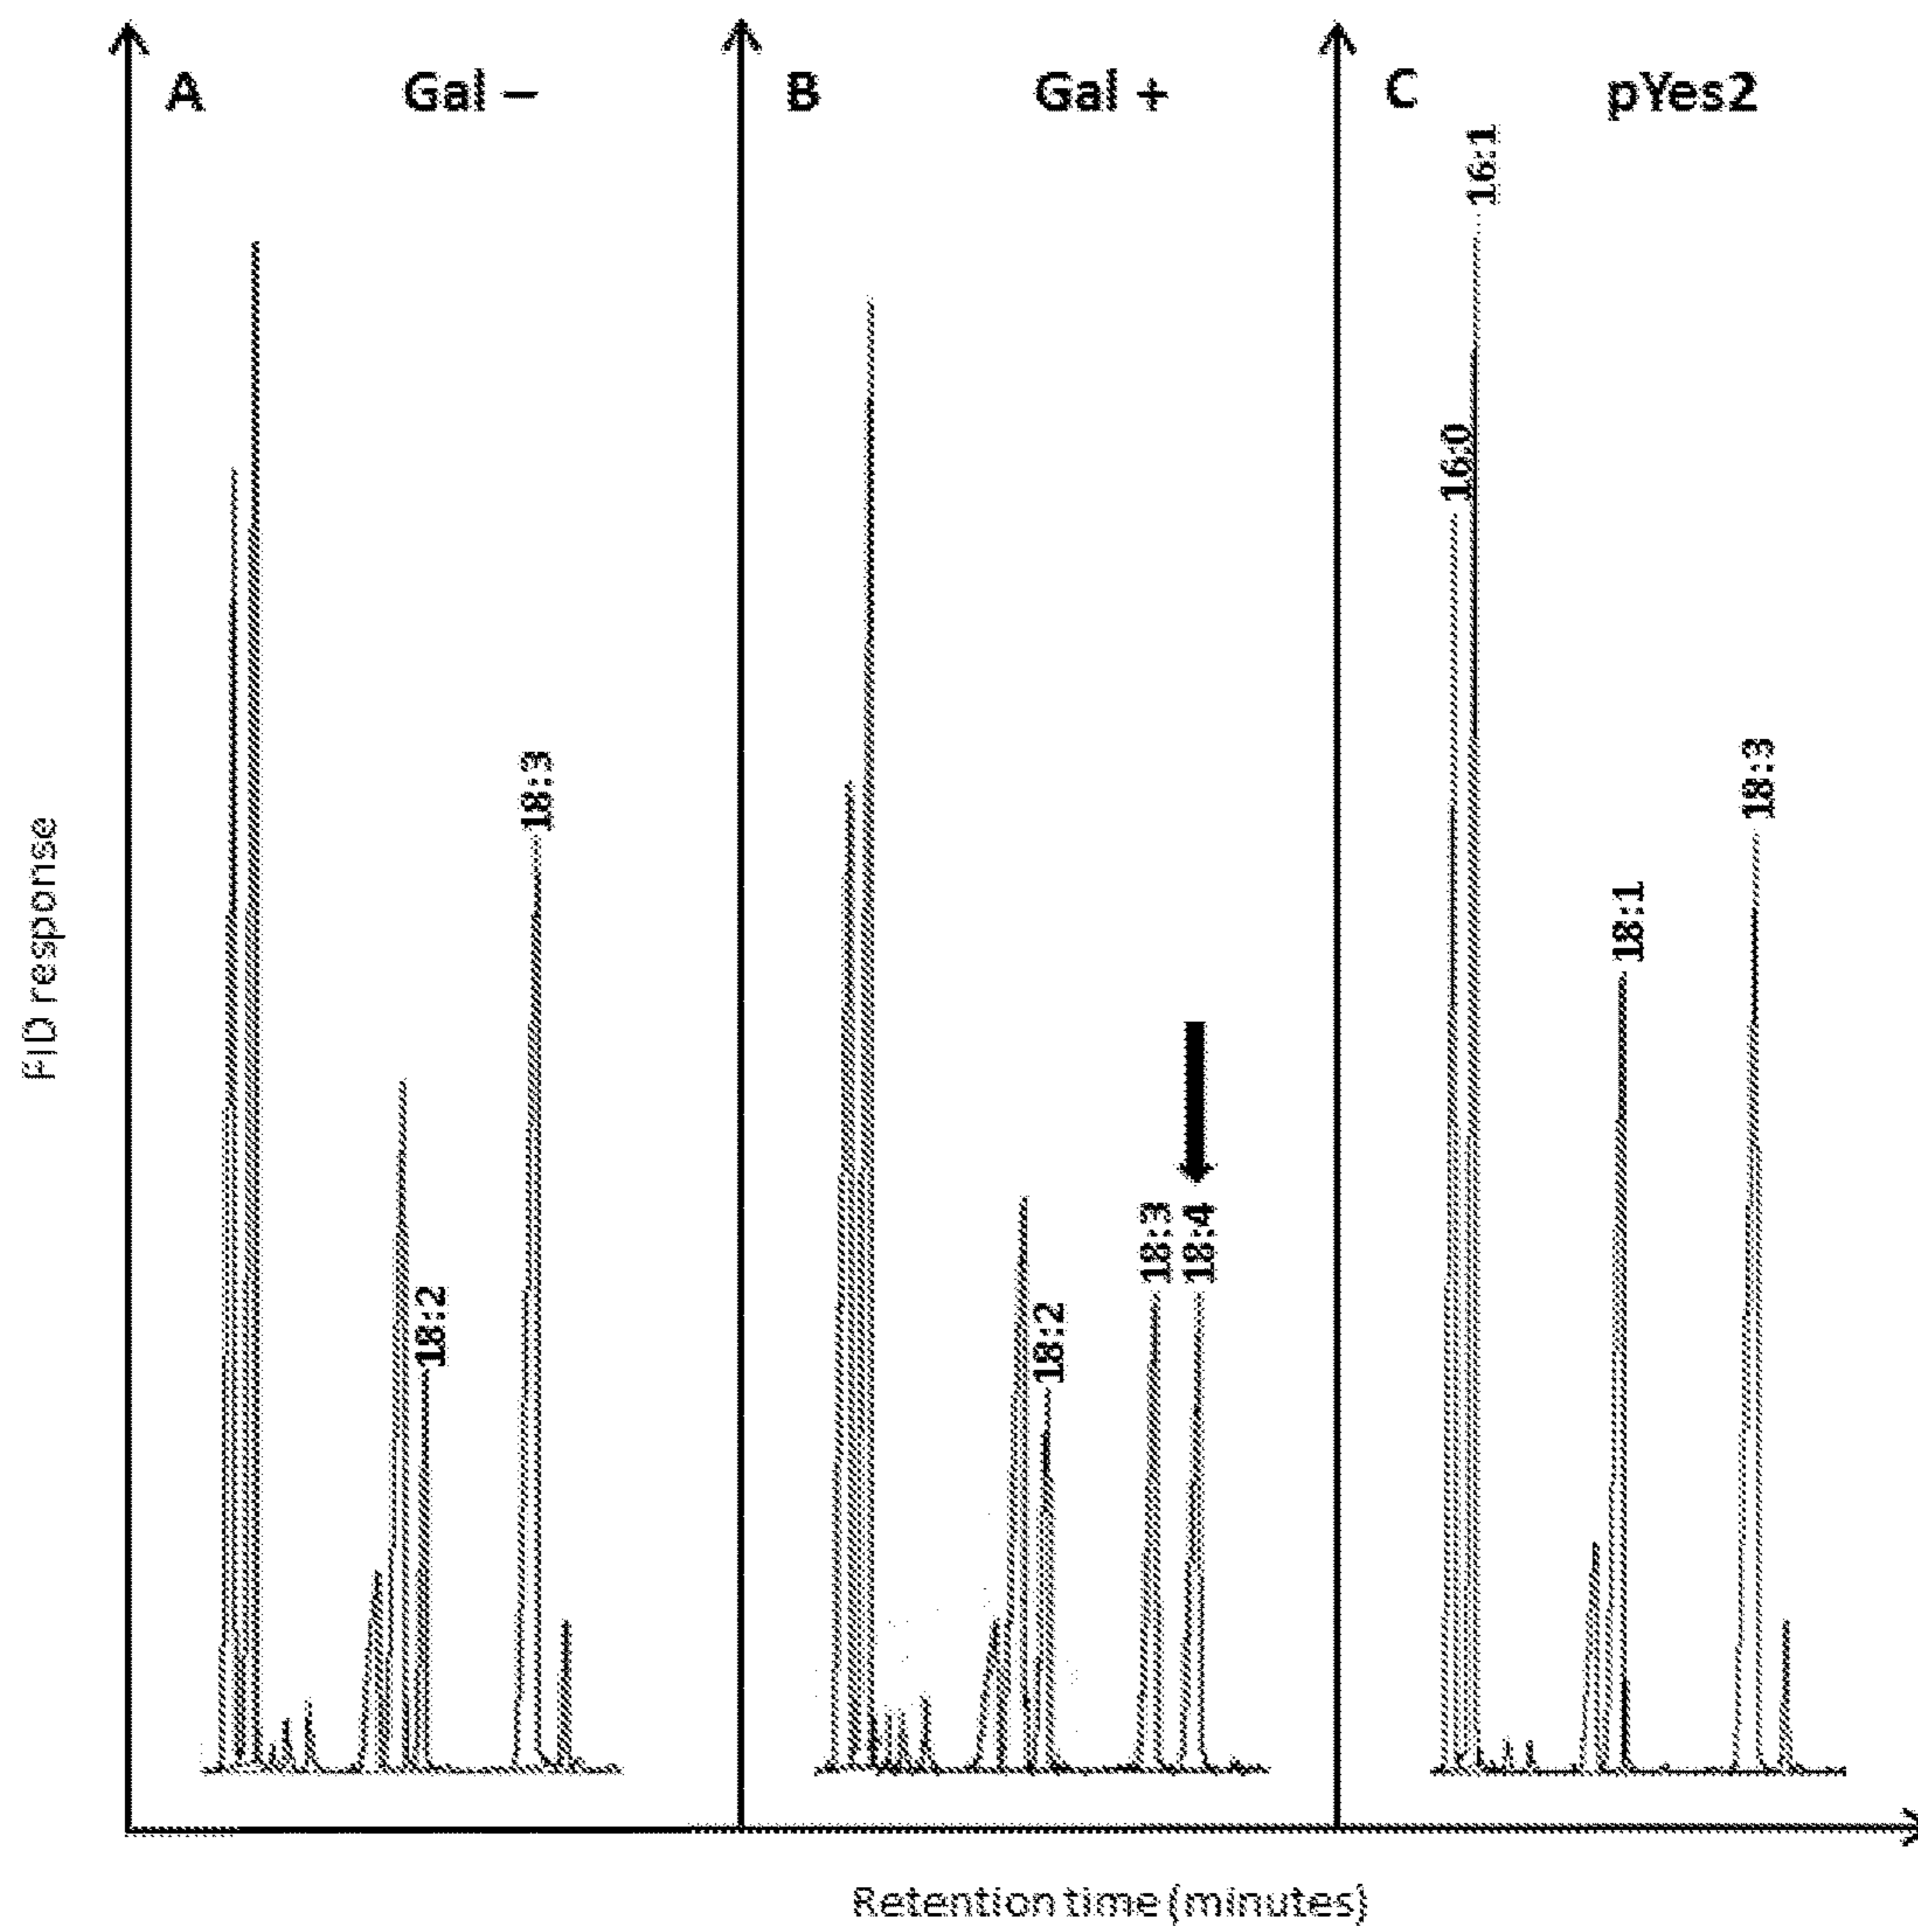 A Gal –
B Gal +
C pYes2
16:1
16:0
18:3
18:2
18:3
18:4
18:2
18:3
18:1
FID response
Retention time (minutes)